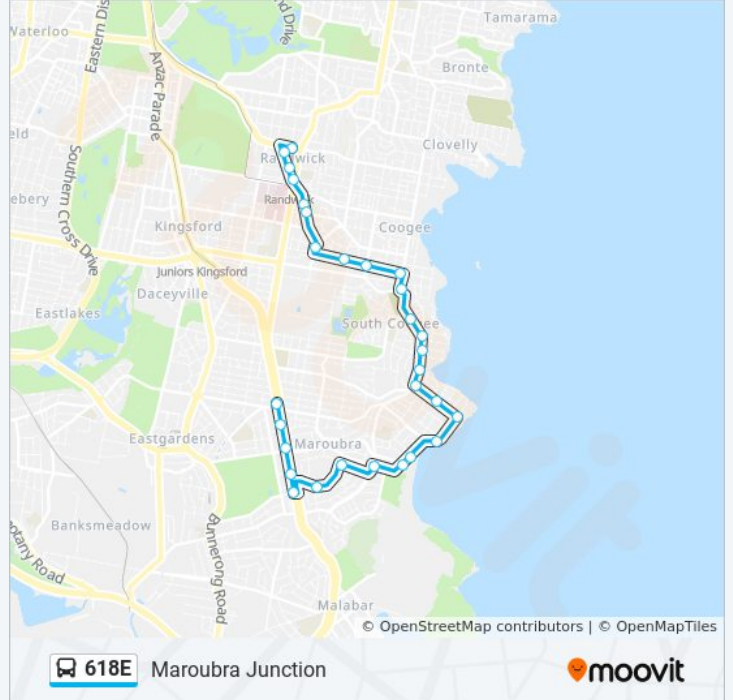 Tamarama
Waterloo
Eastern Dis
d Drive
Anzac Parade
Bronte
eld
Clovelly
Randwick
Southern Cross Drive
ebery
Randwick
Kingsford
Coogee
Juniors Kingsford
Daceyville
Eastlakes
South Coogee
Eastgardens
Maroubra
Banksmeadow
otany Road
Bunnerong Road
Malabar
© OpenStreetMap contributors | © OpenMapTiles
618E Maroubra Junction
moovit